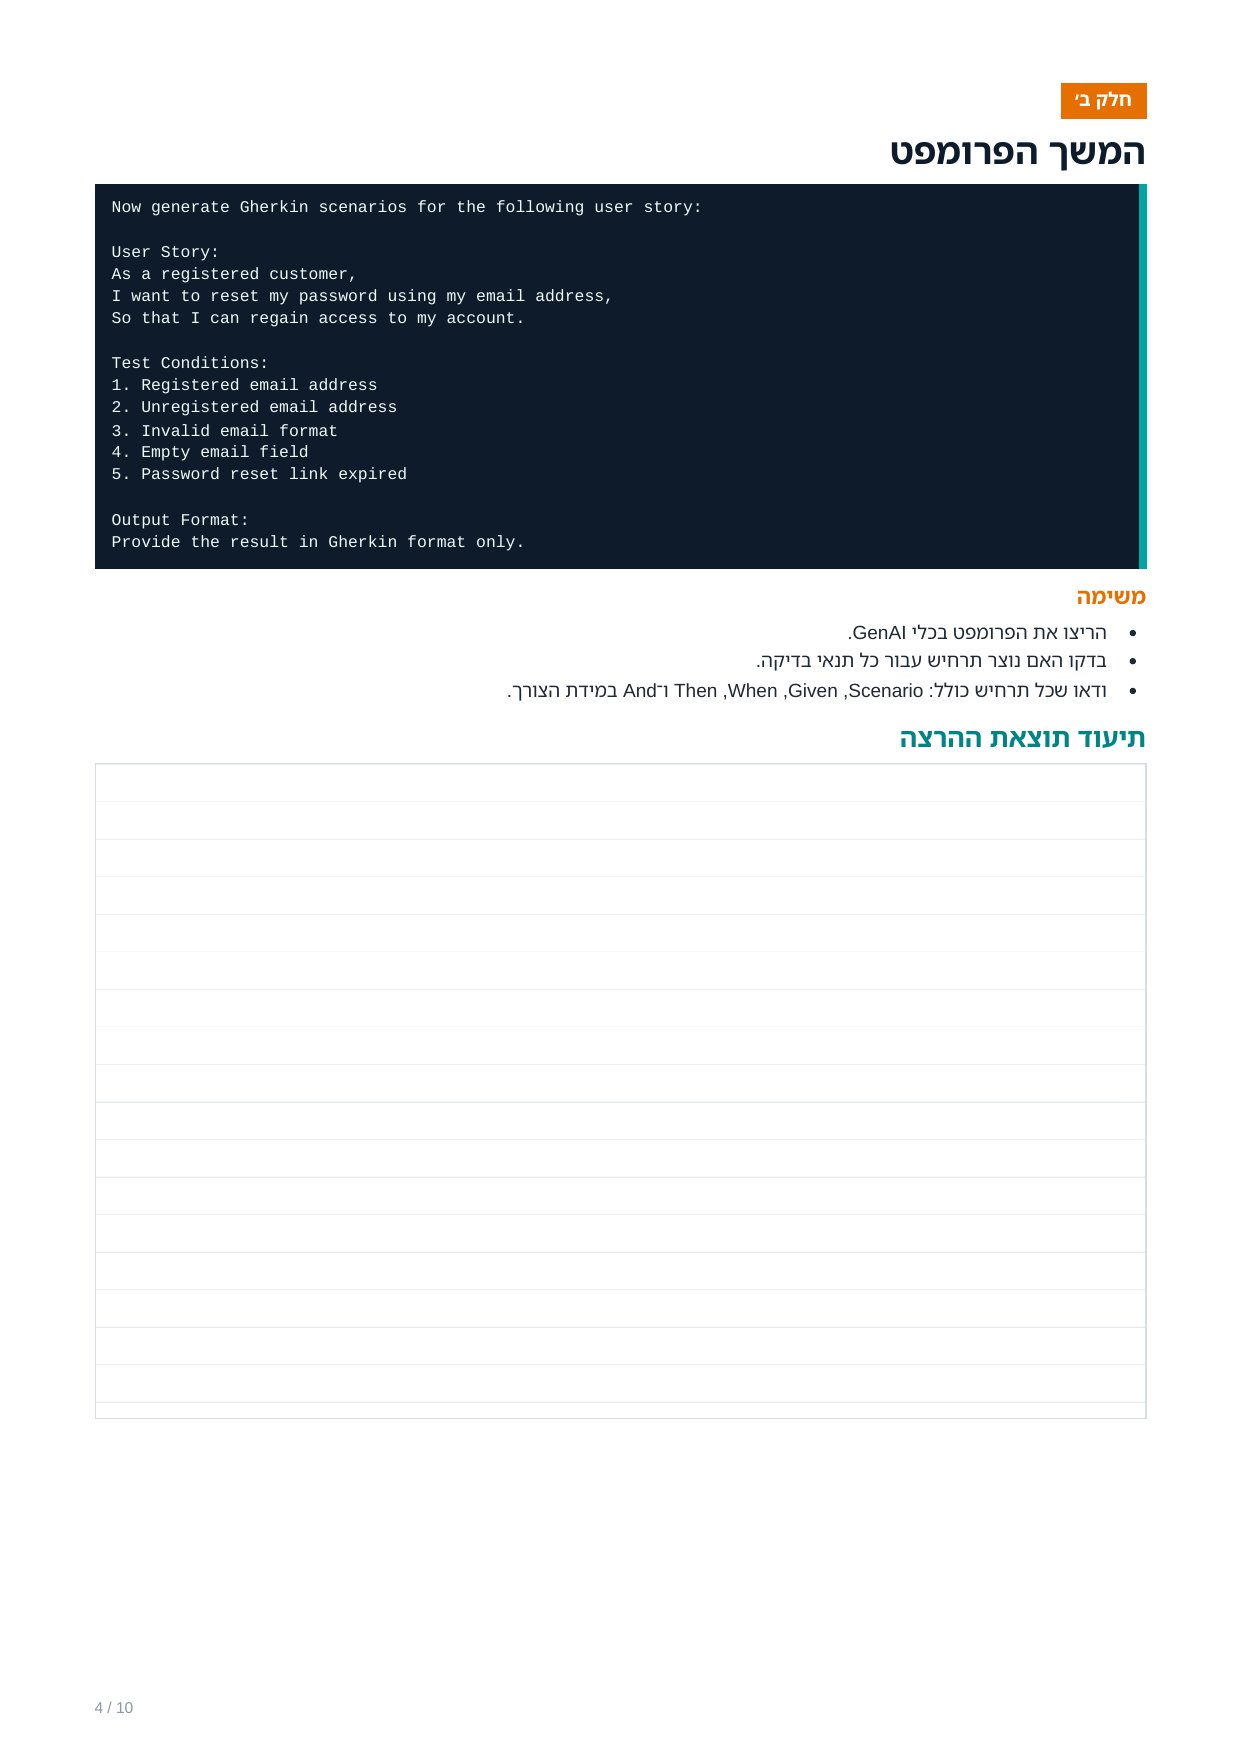 חלק ב׳
המשך הפרומפט
Now generate Gherkin scenarios for the following user story:
User Story:
As a registered customer,
I want to reset my password using my email address,
So that I can regain access to my account.
Test Conditions:
1. Registered email address
2. Unregistered email address
3. Invalid email format
4. Empty email field
5. Password reset link expired
Output Format:
Provide the result in Gherkin format only.
משימה
• הריצו את הפרומפט בכלי GenAI.
• בדקו האם נוצר תרחיש עבור כל תנאי בדיקה.
• ודאו שכל תרחיש כולל: Scenario, Given, When, Then ו־And במידת הצורך.
תיעוד תוצאת ההרצה
4 / 10